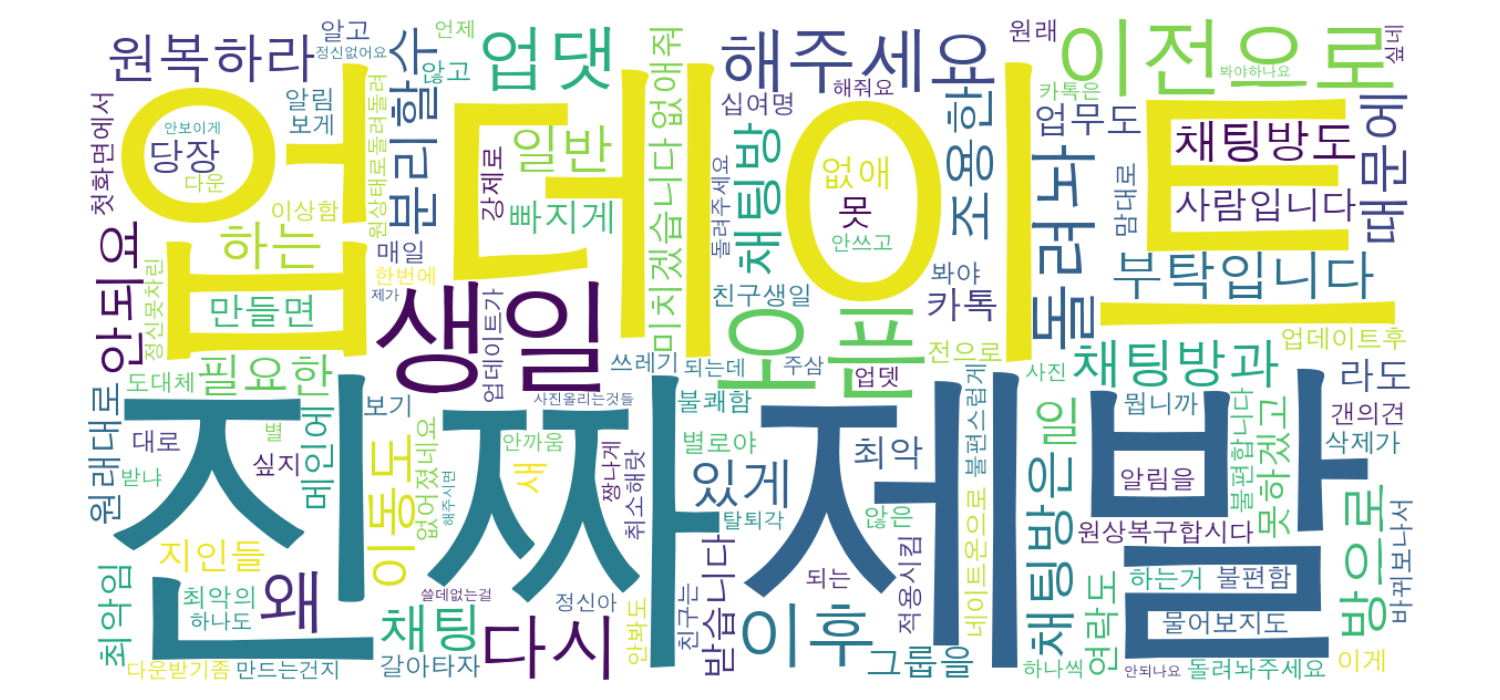 업데이트
진짜
제발
생일
오픈
이전으로
해주세요
업댓
원복하라
알고
정신없어요
언제
수
않고
원래
싶네
봐야하나요
카톡은
해줘요
십여명
업무도
채팅방도
사람입니다
때문에
맘대로
부탁입니다
돌려놔
조용한
봐야
카톡
친구생일
전으로
업데이트후
채팅방과
라도
사진
주삼
업뎃
되는데
쓰레기
불쾌함
채팅방
돌려주세요
미치겠습니다
없애줘
없애
못
안쓰고
일반
빠지게
강제로
분리할
원상태로돌려돌려
알림
보게
안보이게
당장
다운
이상함
첫화면에서
하는
매일
한번에
제가
만들면
정신못차린
안되요
필요한
도대체
업데이트가
보기
사진올리는것들
원래대로
대로
별
받냐
싶지
메인에
이동도
없어졌네요
해주시면
안까움
새
짱나게
취소해랏
별로야
있게
탈퇴각
최악
않은
불편스럽게
네이트온으로
일
뭡니까
갠의견
삭제가
알림을
불편합니다
못하겠고
원상복구합시다
채팅방은
방으로
바꿔보나서
하는거
불편함
물어보지도
연락도
하나씩
안되나요
돌려놔주세요
이게
되는
적용시킴
이후
그룹을
친구는
받습니다
안봐도
정신아
쓸데없는걸
다시
채팅
갈아타자
왜
지인들
최악의
하나도
최악임
다운받기좀
만드는건지